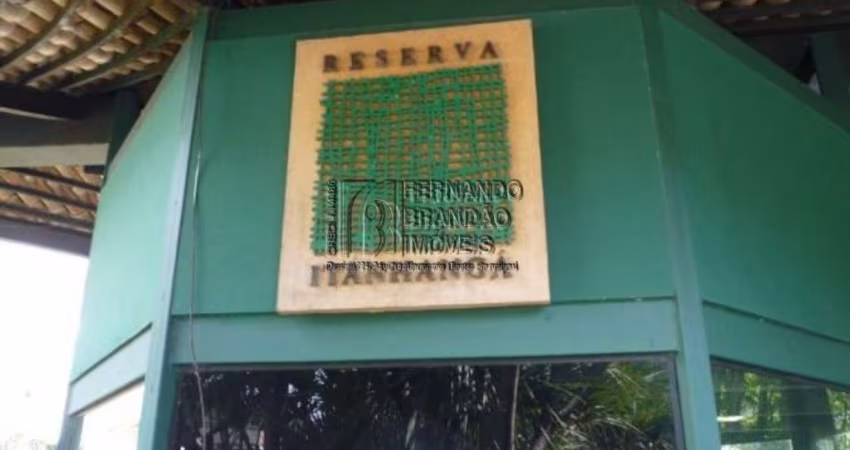 RESERVA
FERNANDO
BRANDÃO
IMÓVEIS
ITANHANGÁ